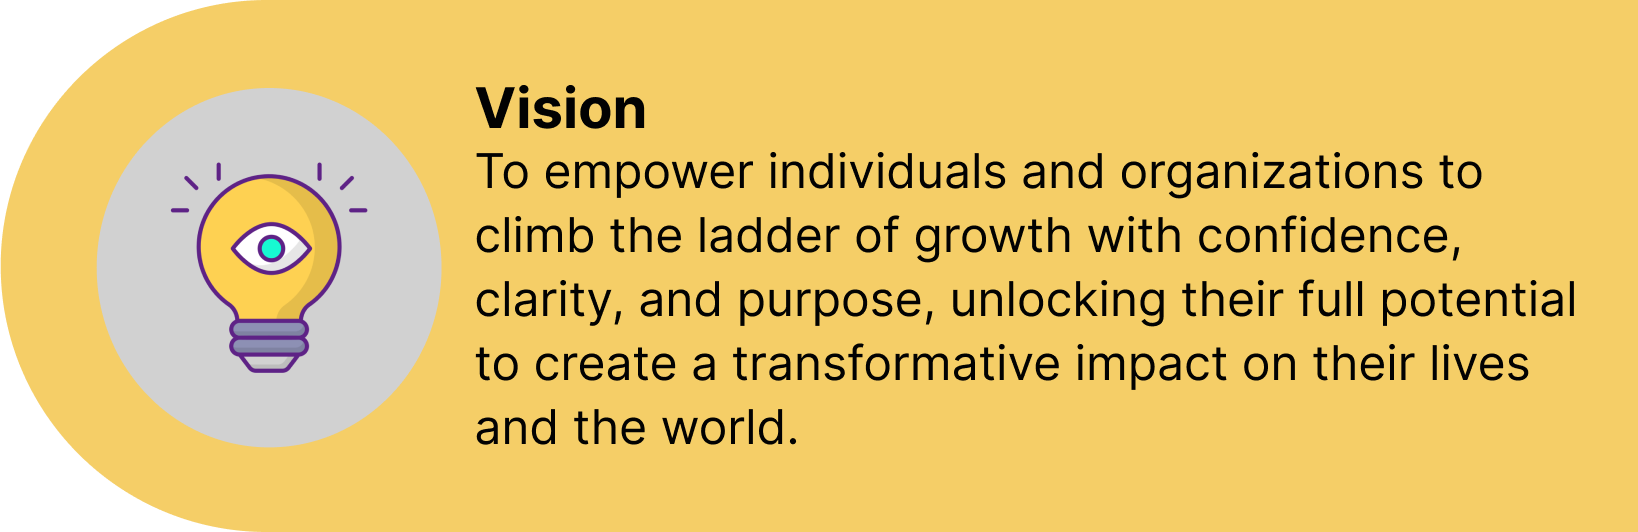 Vision
To empower individuals and organizations to
climb the ladder of growth with confidence,
clarity, and purpose, unlocking their full potential
to create a transformative impact on their lives
and the world.